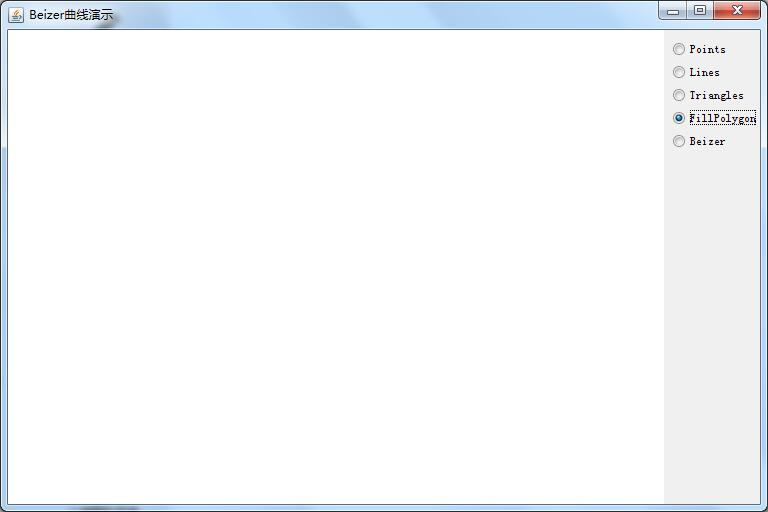 Beizer曲线演示
Points
Lines
Triangles
FillPolygon
Beizer